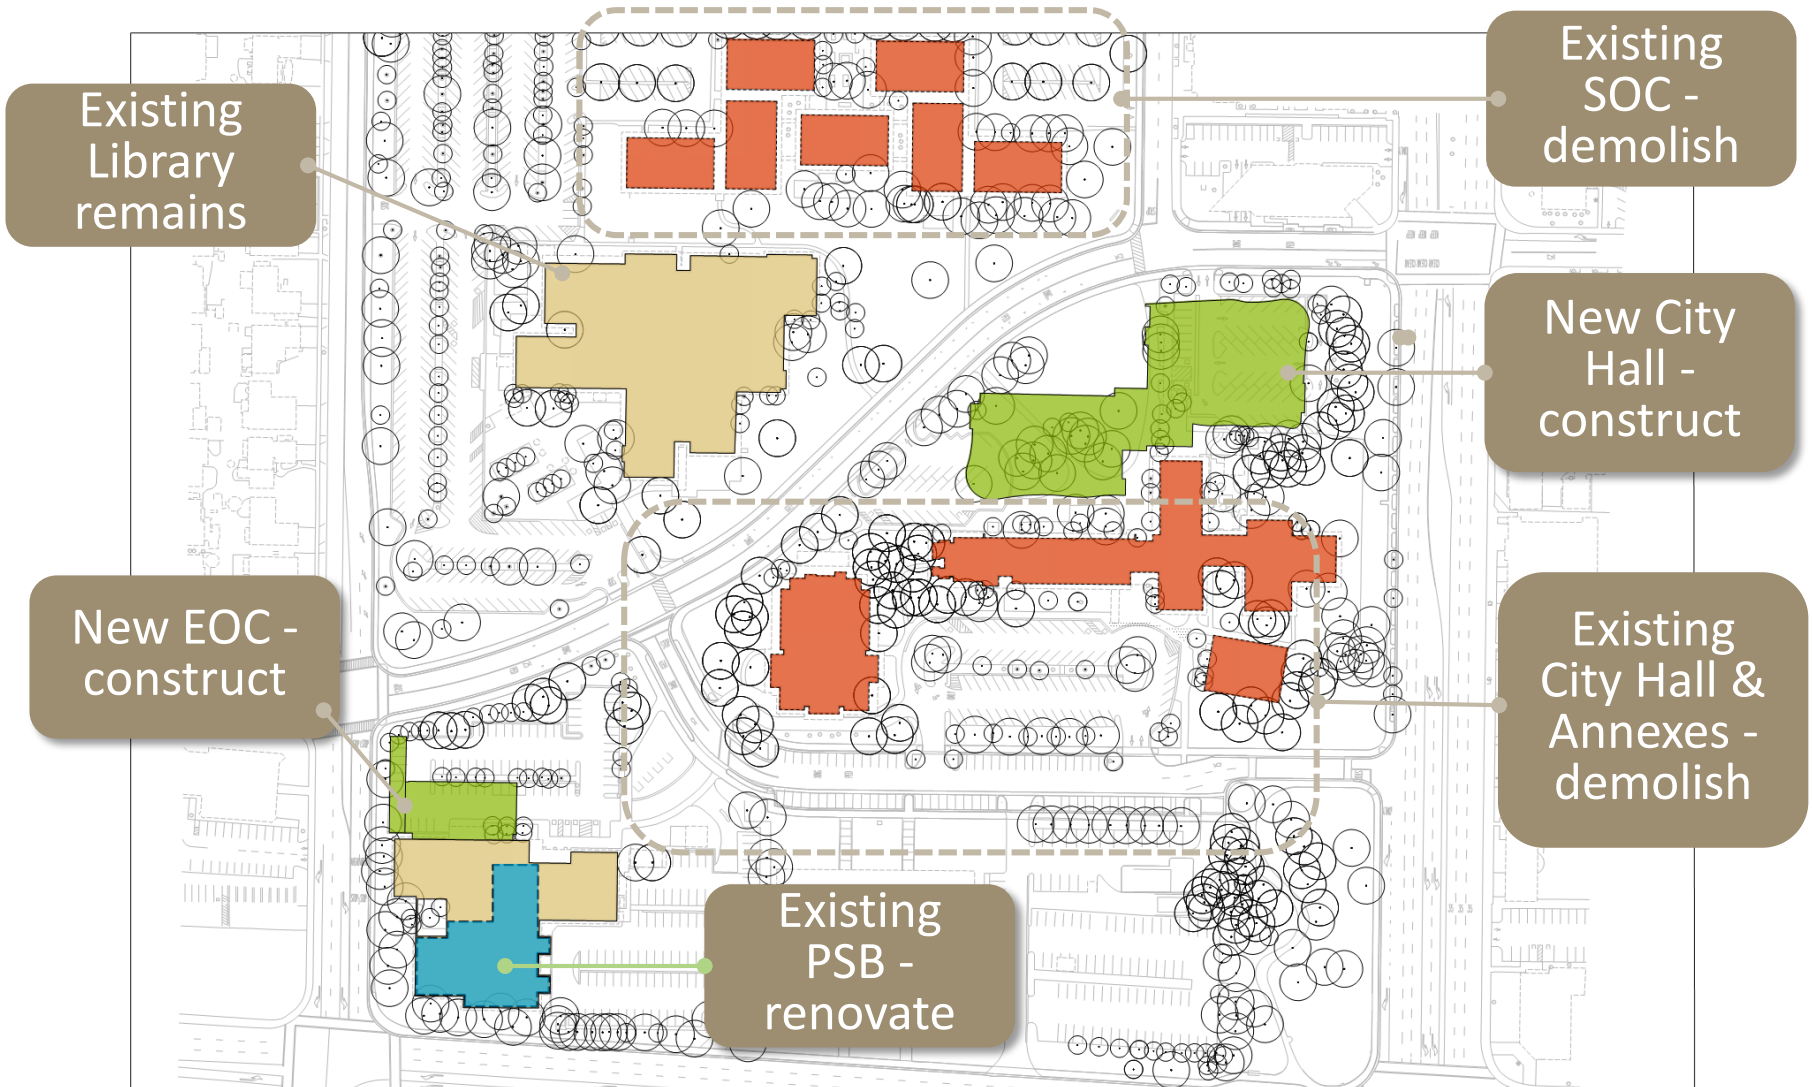 Existing
SOC -
demolish
Existing
Library
remains
New City
Hall -
construct
New EOC -
construct
Existing
City Hall &
Annexes -
demolish
Existing
PSB -
renovate